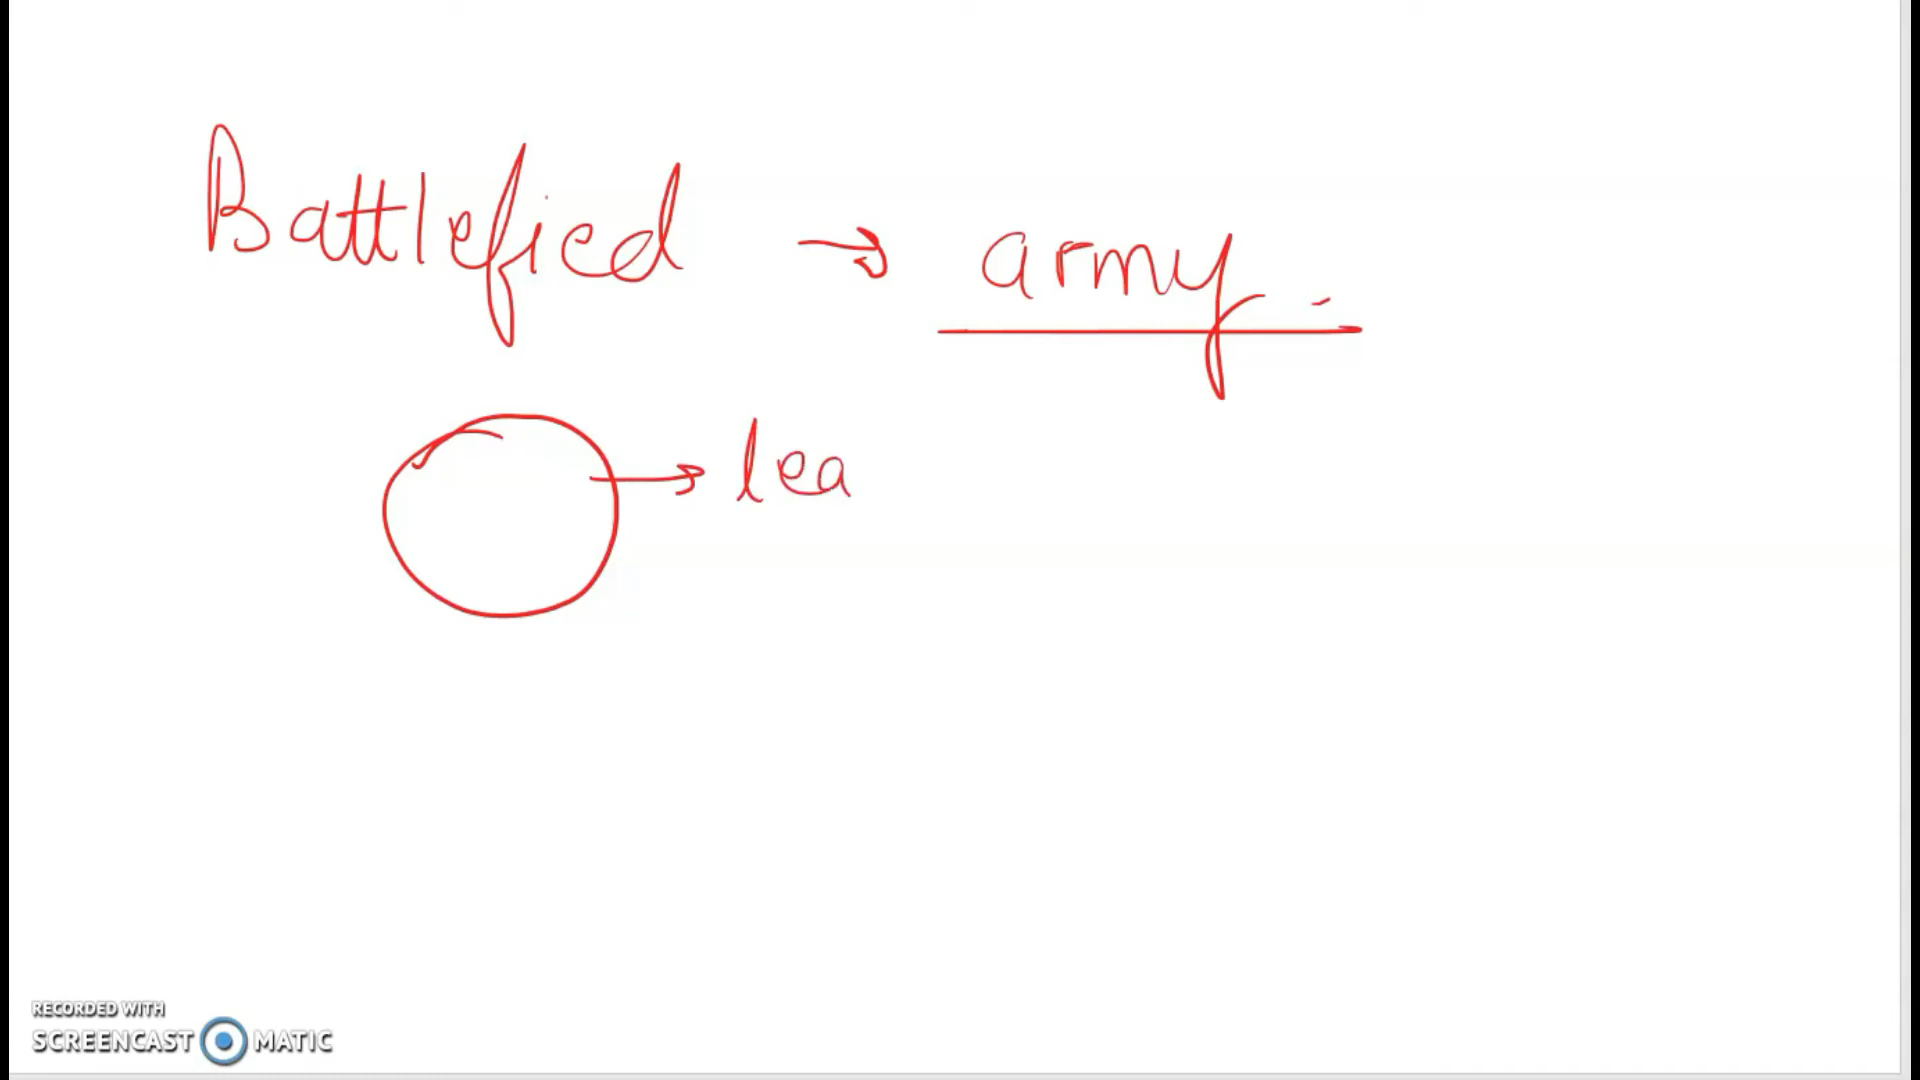 Battlefied → army
→ lea
RECORDED WITH
SCREENCAST MATIC